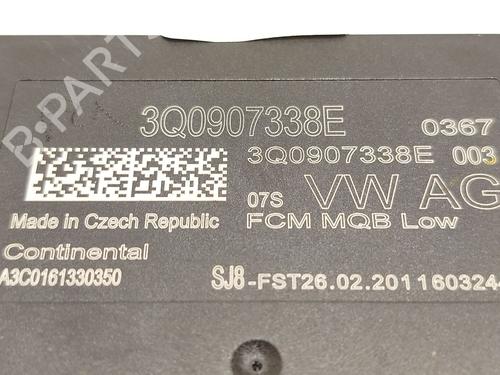 3Q0907338E 0367
3Q0907338E 003
07S VW AG
Made in Czech Republic FCM MQB Low
Continental
A3C0161330350 SJ8-FST26.02.2011603244
B-PARTS